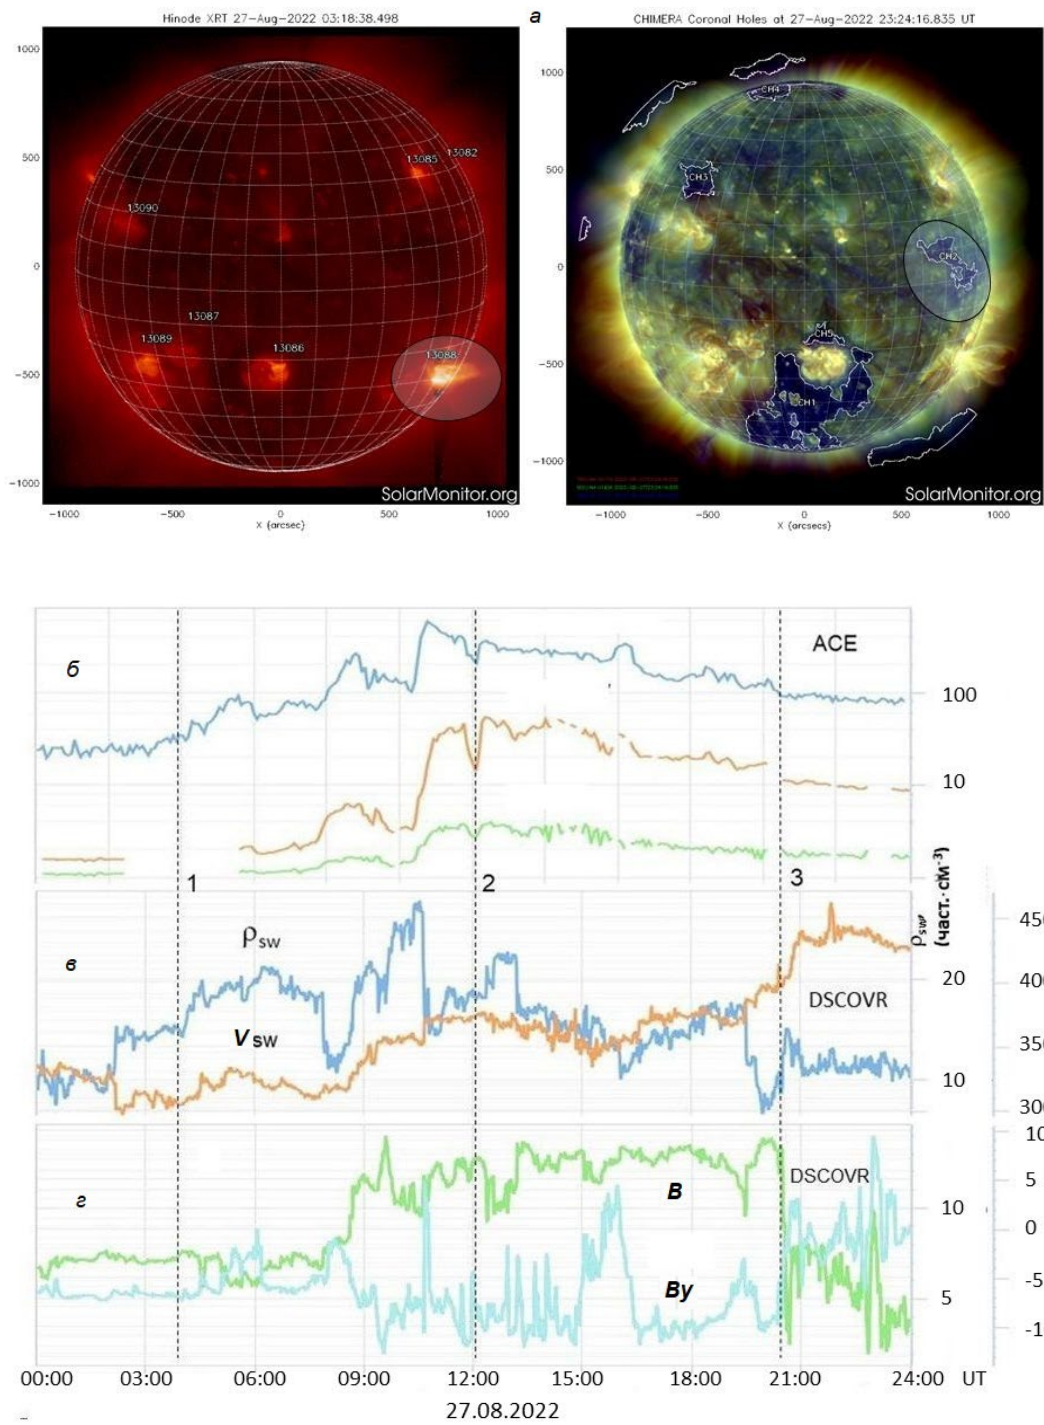 Hinode XRT 27-Aug-2022 03:18:38.498
a
CHIMERA Coronal Holes at 27-Aug-2022 23:24:16.835 UT
1000
500
0
-500
-1000
13085
13082
13090
13087
13089
13086
13088
SolarMonitor.org
-1000
-500
0
500
1000
X (arcsec)
1000
500
0
-500
-1000
CH4
CH3
CH2
CH5
CH1
SolarMonitor.org
-1000
-500
0
500
1000
X (arcsec)
б
ACE
100
10
1
2
3
в
ρsw
Vsw
DSCOVR
ρsw,
(част.·см⁻³)
20
10
450
400
350
300
г
B
By
DSCOVR
10
5
10
5
0
-5
-1
00:00
03:00
06:00
09:00
12:00
15:00
18:00
21:00
24:00
UT
27.08.2022